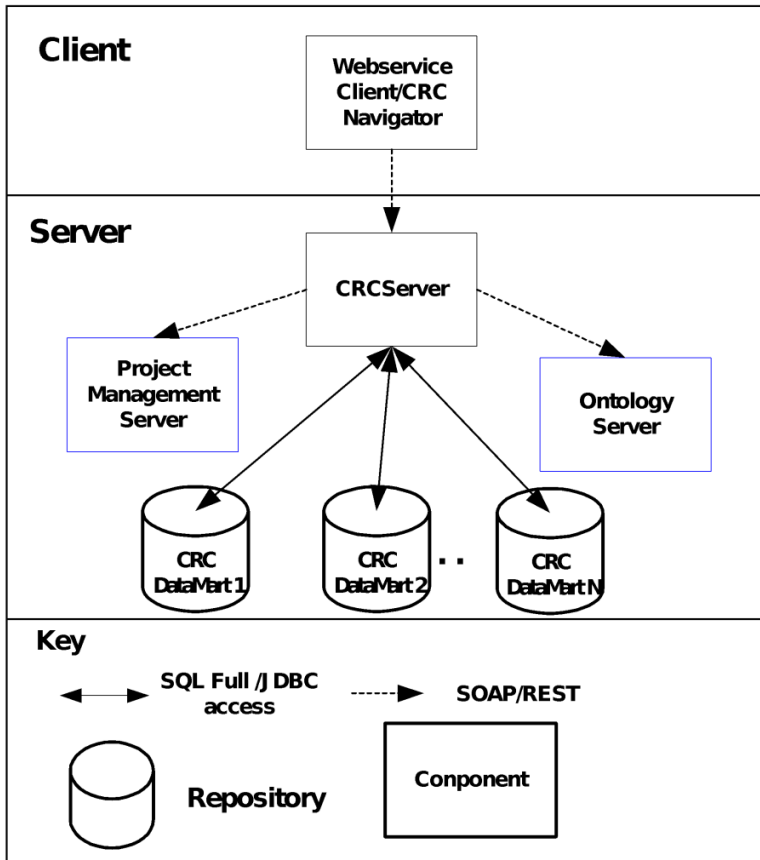 Client
Webservice
Client/CRC
Navigator
Server
CRCServer
Project
Management
Server
Ontology
Server
CRC
DataMart 1
CRC
DataMart 2
. .
CRC
DataMart N
Key
SQL Full /JDBC
access
SOAP/REST
Repository
Conponent